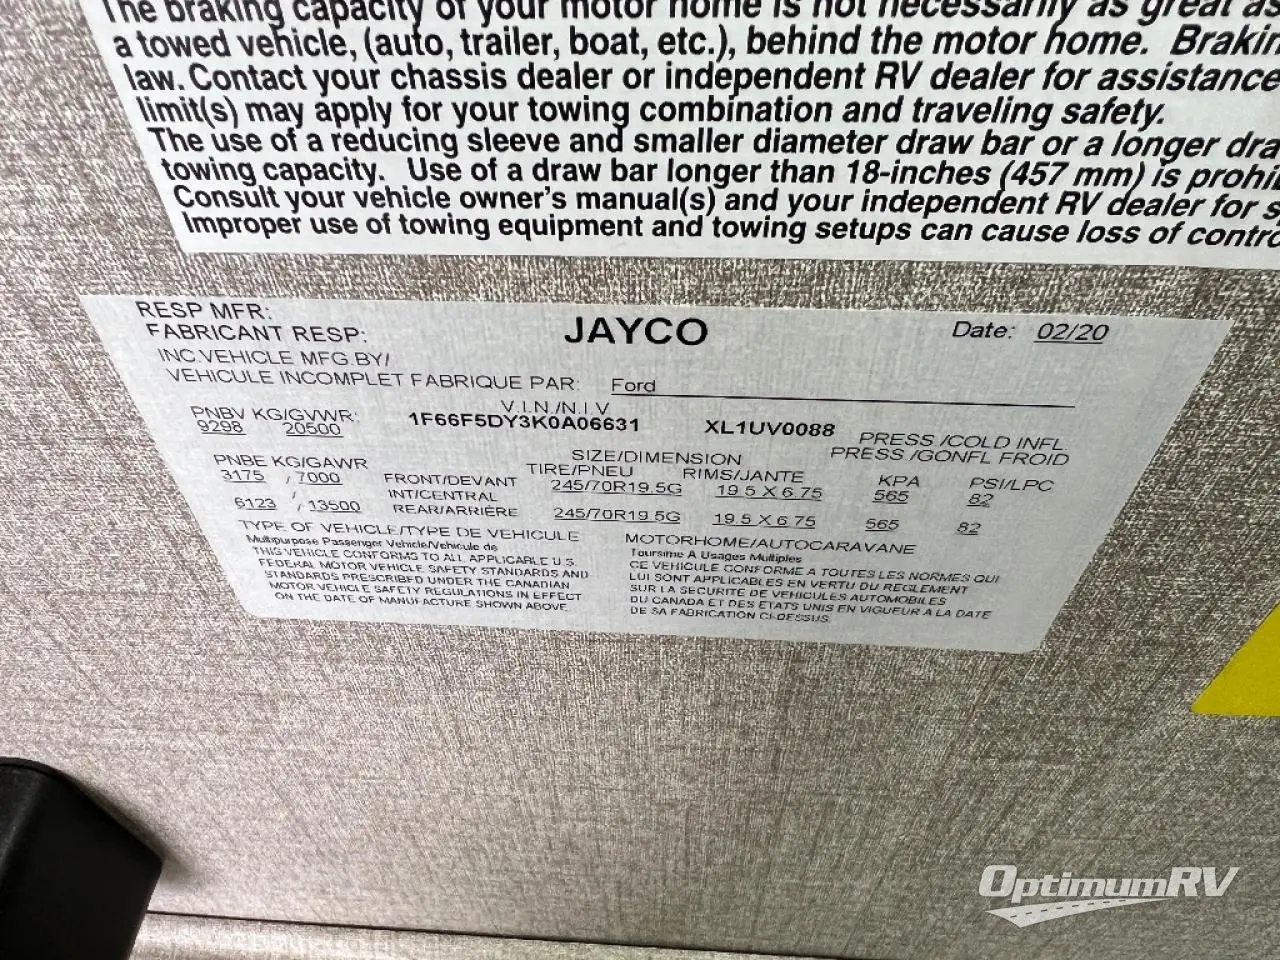 The braking capacity of your motor home is not necessarily as great as
a towed vehicle, (auto, trailer, boat, etc.), behind the motor home. Brakin
law. Contact your chassis dealer or independent RV dealer for assistance
limit(s) may apply for your towing combination and traveling safety.
The use of a reducing sleeve and smaller diameter draw bar or a longer dra
towing capacity. Use of a draw bar longer than 18-inches (457 mm) is prohi
Consult your vehicle owner's manual(s) and your independent RV dealer for s
Improper use of towing equipment and towing setups can cause loss of contro
RESP MFR:
FABRICANT RESP: JAYCO Date: 02/20
INC.VEHICLE MFG.BY/
VEHICULE INCOMPLET FABRIQUE PAR: Ford
PNBV KG/GVWR: V.I.N./N.I.V
9298 20500 1F66F5DY3K0A06631 XL1UV0088 PRESS./COLD INFL
SIZE/DIMENSION PRESS./GONFL FROID
PNBE KG/GAWR TIRE/PNEU RIMS/JANTE KPA PSI/LPC
3175 / 7000 FRONT/DEVANT 245/70R19.5G 19.5 X 6.75 565 82
/ INT/CENTRAL
6123 / 13500 REAR/ARRIÈRE 245/70R19.5G 19.5 X 6.75 565 82
TYPE OF VEHICLE/TYPE DE VEHICULE MOTORHOME/AUTOCARAVANE
Multipurpose Passenger Vehicle/Vehicule de Toursime A Usages Multiples
THIS VEHICLE CONFORMS TO ALL APPLICABLE U.S.
FEDERAL MOTOR VEHICLE SAFETY STANDARDS AND
STANDARDS PRESCRIBED UNDER THE CANADIAN
MOTOR VEHICLE SAFETY REGULATIONS IN EFFECT
ON THE DATE OF MANUFACTURE SHOWN ABOVE.
CE VEHICULE CONFORME A TOUTES LES NORMES QUI
LUI SONT APPLICABLES EN VERTU DU REGLEMENT
SUR LA SECURITE DE VEHICULES AUTOMOBILES
DU CANADA ET DES ETATS UNIS EN VIGUEUR A LA DATE
DE SA FABRICATION CI-DESSUS.
OptimumRV